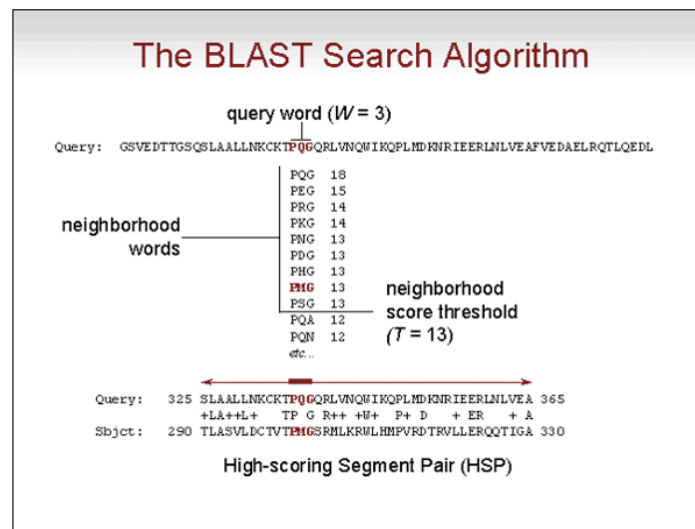 The BLAST Search Algorithm
query word (W = 3)
Query: GSVEDTTGSQSLAALLNKCKTPQGQRLVNQWIKQPLMDKNRIEERLNLVEAFVEDAELRQTLQEDL
PQG 18
PEG 15
PRG 14
PKG 14
PNG 13
PDG 13
PHG 13
PMG 13
PSG 13
PQA 12
PQN 12
etc...
neighborhood
words
neighborhood
score threshold
(T = 13)
Query: 325 SLAALLNKCKTPQGQRLVNQWIKQPLMDKNRIEERLNLVEA 365
+LA++L+ TP G R++ +W+ P+ D + ER + A
Sbjct: 290 TLASVLDCTVTPMGSRMLKRWLHMPVRDTRVLLERQQTIGA 330
High-scoring Segment Pair (HSP)